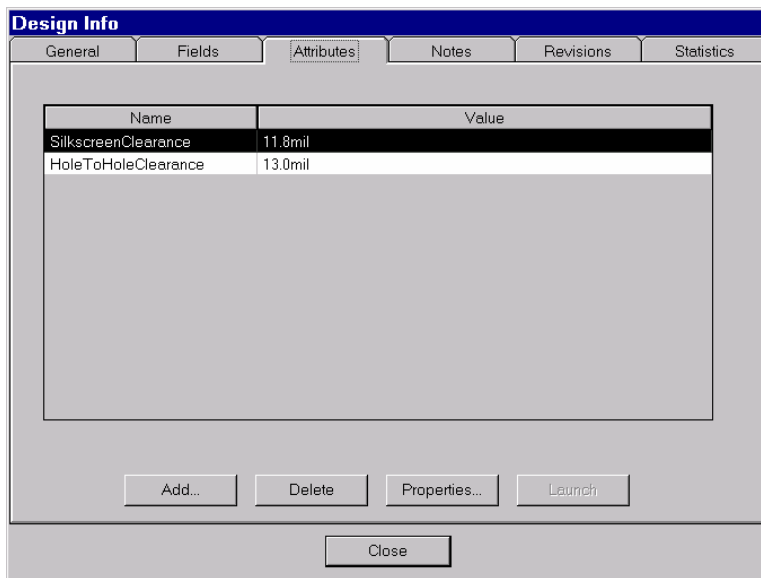 Design Info
General Fields Attributes Notes Revisions Statistics
Name Value
SilkscreenClearance 11.8mil
HoleToHoleClearance 13.0mil
Add... Delete Properties... Launch
Close